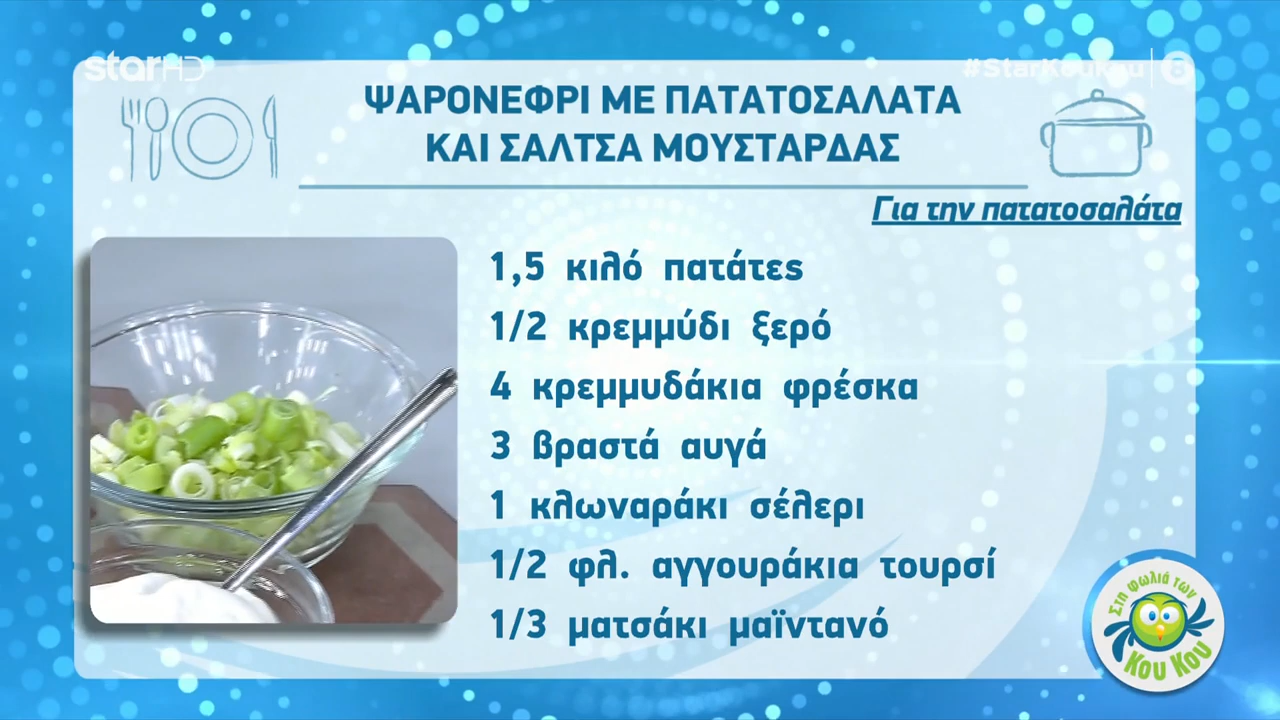 starHD
#StarKoukou
8
ΨΑΡΟΝΕΦΡΙ ΜΕ ΠΑΤΑΤΟΣΑΛΑΤΑ
ΚΑΙ ΣΑΛΤΣΑ ΜΟΥΣΤΑΡΔΑΣ
Για την πατατοσαλάτα
1,5 κιλό πατάτες
1/2 κρεμμύδι ξερό
4 κρεμμυδάκια φρέσκα
3 βραστά αυγά
1 κλωναράκι σέλερι
1/2 φλ. αγγουράκια τουρσί
1/3 ματσάκι μαϊντανό
Στη φωλιά των
Κου Κου